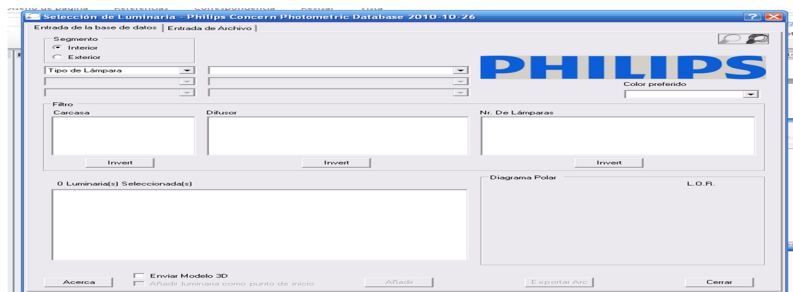 Selección de Luminaria - Philips Concern Photometric Database 2010-10-26
Entrada de la base de datos
Entrada de Archivo
Segmento
Interior
Exterior
Tipo de Lámpara
PHILIPS
Color preferido
Filtro
Carcasa
Difusor
Nr. De Lámparas
Invert
Invert
Invert
0 Luminaria(s) Seleccionada(s)
Diagrama Polar
L.O.R.
Enviar Modelo 3D
Acerca
Añadir luminaria como punto de inicio
Añadir
Exportar Arc
Cerrar